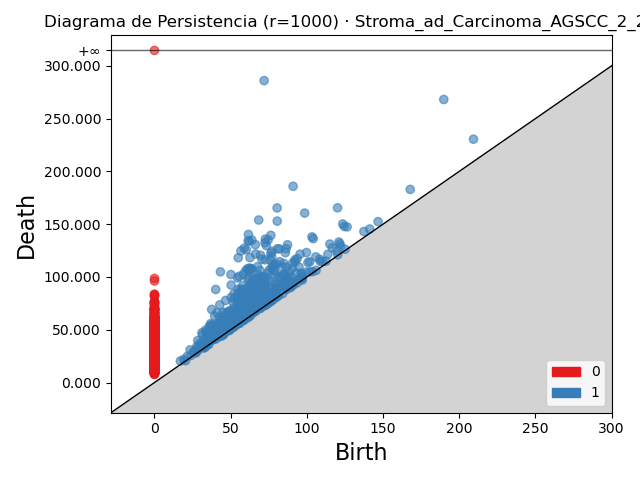 Diagrama de Persistencia (r=1000) · Stroma_ad_Carcinoma_AGSCC_2_2
+∞
300.000
250.000
200.000
150.000
100.000
50.000
0.000
Death
0
1
0 50 100 150 200 250 300
Birth